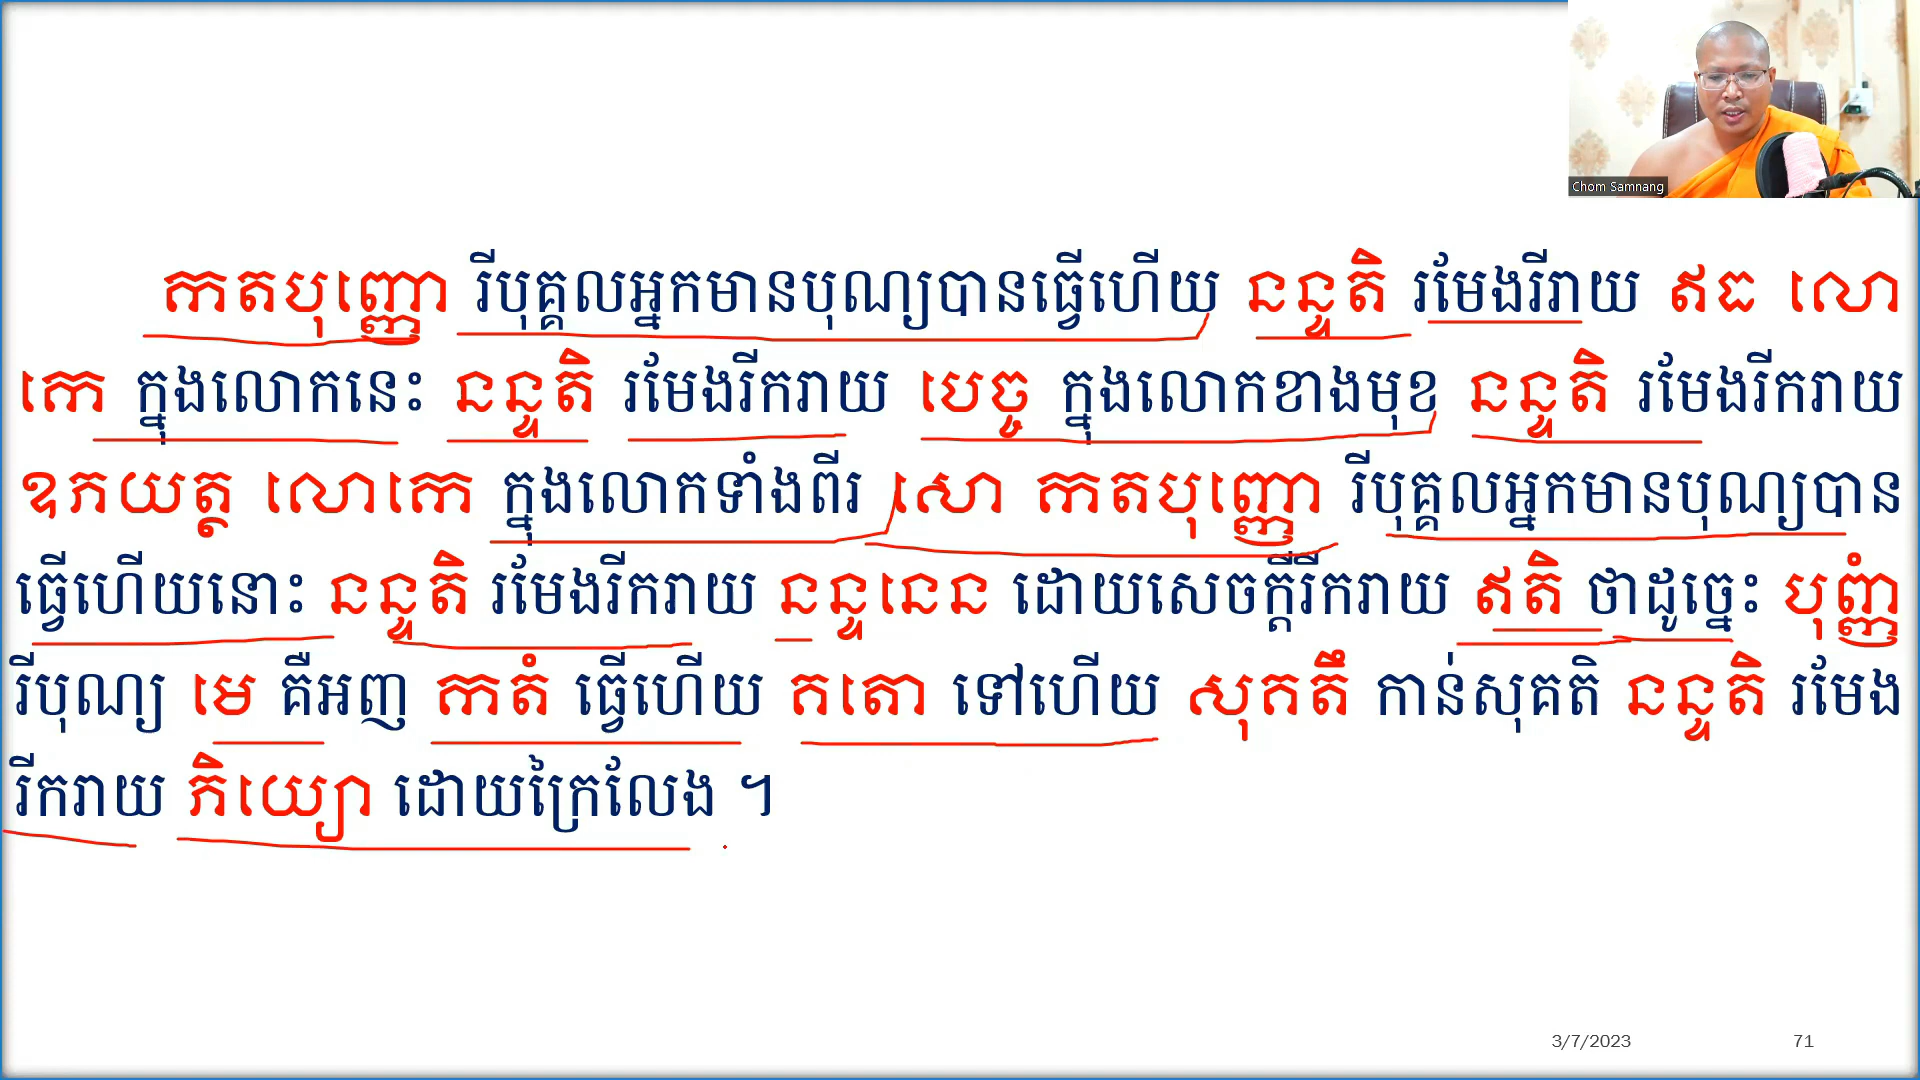 Chom Samnang
កតបុញ្ញោ រីបុគ្គលអ្នកមានបុណ្យបានធ្វើហើយ នន្ទតិ រមែងរីរាយ ឥធ លោ
កេ ក្នុងលោកនេះ នន្ទតិ រមែងរីករាយ បេច្ច ក្នុងលោកខាងមុខ នន្ទតិ រមែងរីករាយ
ឧភយត្ថ លោកេ ក្នុងលោកទាំងពីរ សោ កតបុញ្ញោ រីបុគ្គលអ្នកមានបុណ្យបាន
ធ្វើហើយនោះ នន្ទតិ រមែងរីករាយ នន្ទនេន ដោយសេចក្តីរីករាយ ឥតិ ថាដូច្នេះ បុញ្ញំ
រីបុណ្យ មេ គឺអញ កតំ ធ្វើហើយ គតោ ទៅហើយ សុគតឹ កាន់សុគតិ នន្ទតិ រមែង
រីករាយ ភិយ្យោ ដោយក្រៃលែង ។
3/7/2023 71